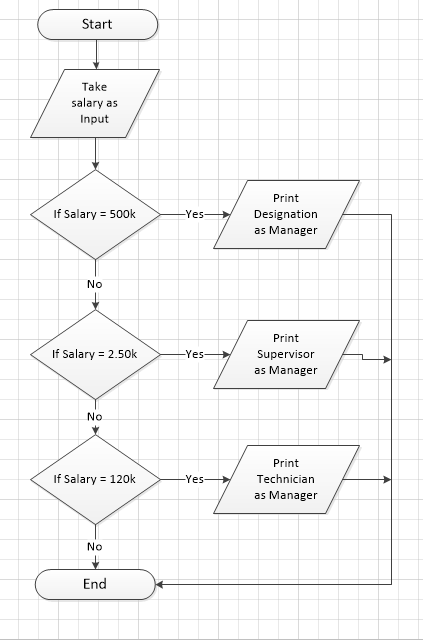 Start
Take
salary as
Input
If Salary = 500k
Yes
Print
Designation
as Manager
No
If Salary = 2.50k
Yes
Print
Supervisor
as Manager
No
If Salary = 120k
Yes
Print
Technician
as Manager
No
End